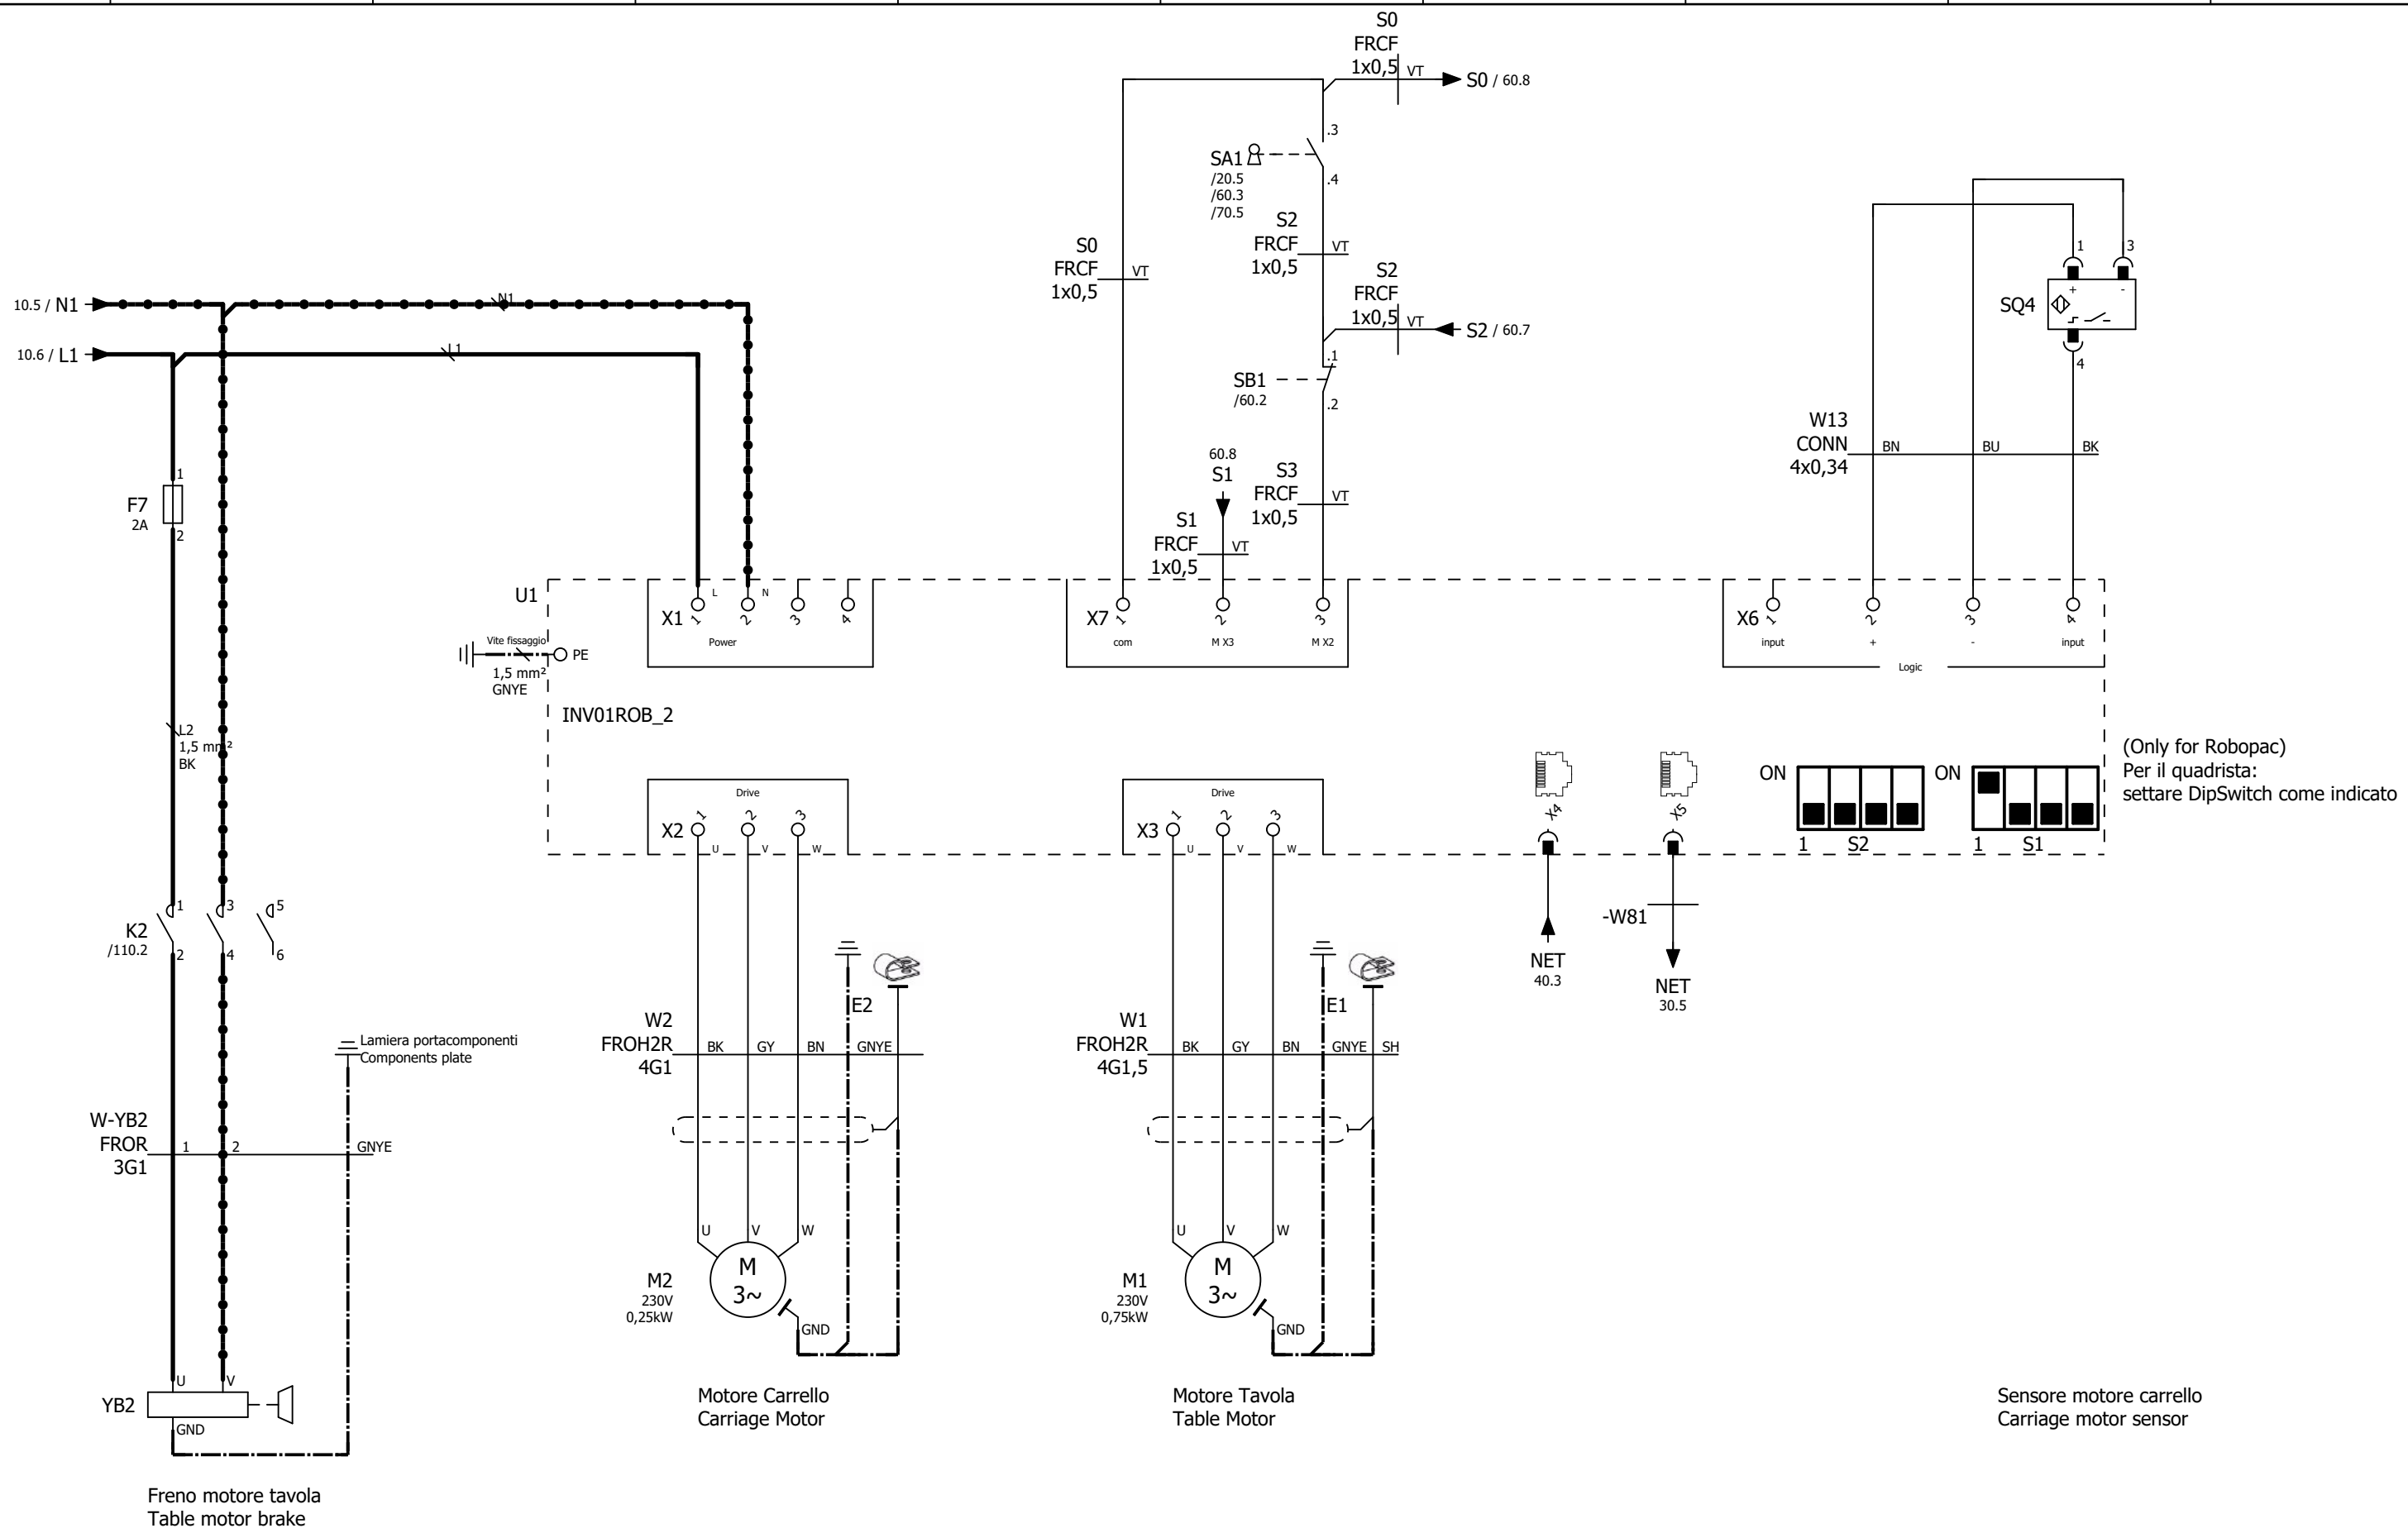 S0
FRCF
1x0,5
VT
S0 / 60.8
.3
SA1
/20.5
/60.3
/70.5
.4
S2
FRCF
1x0,5
VT
S0
FRCF
1x0,5
VT
S2
FRCF
1x0,5
VT
S2 / 60.7
.1
SB1
/60.2
.2
60.8
S1
S3
FRCF
1x0,5
VT
S1
FRCF
1x0,5
VT
1
3
SQ4
+
-
4
W13
CONN
4x0,34
BN
BU
BK
10.5 / N1
N1
10.6 / L1
L1
1
F7
2A
2
U1
X1
L
N
1
2
3
4
Power
X7
1
2
3
com
M X3
M X2
X6
1
2
3
4
input
+
-
input
Logic
Vite fissaggio
PE
1,5 mm²
GNYE
INV01ROB_2
L2
1,5 mm²
BK
Drive
X2
1
2
3
U
V
W
Drive
X3
1
2
3
U
V
W
X4
X5
ON
1
S2
ON
1
S1
(Only for Robopac)
Per il quadrista:
settare DipSwitch come indicato
-W81
NET
40.3
NET
30.5
K2
/110.2
1
2
3
4
5
6
Lamiera portacomponenti
Components plate
W-YB2
FROR
3G1
1
2
GNYE
E2
W2
FROH2R
4G1
BK
GY
BN
GNYE
E1
W1
FROH2R
4G1,5
BK
GY
BN
GNYE
SH
U
V
W
M
3~
M2
230V
0,25kW
GND
U
V
W
M
3~
M1
230V
0,75kW
GND
U
V
YB2
GND
Motore Carrello
Carriage Motor
Motore Tavola
Table Motor
Sensore motore carrello
Carriage motor sensor
Freno motore tavola
Table motor brake